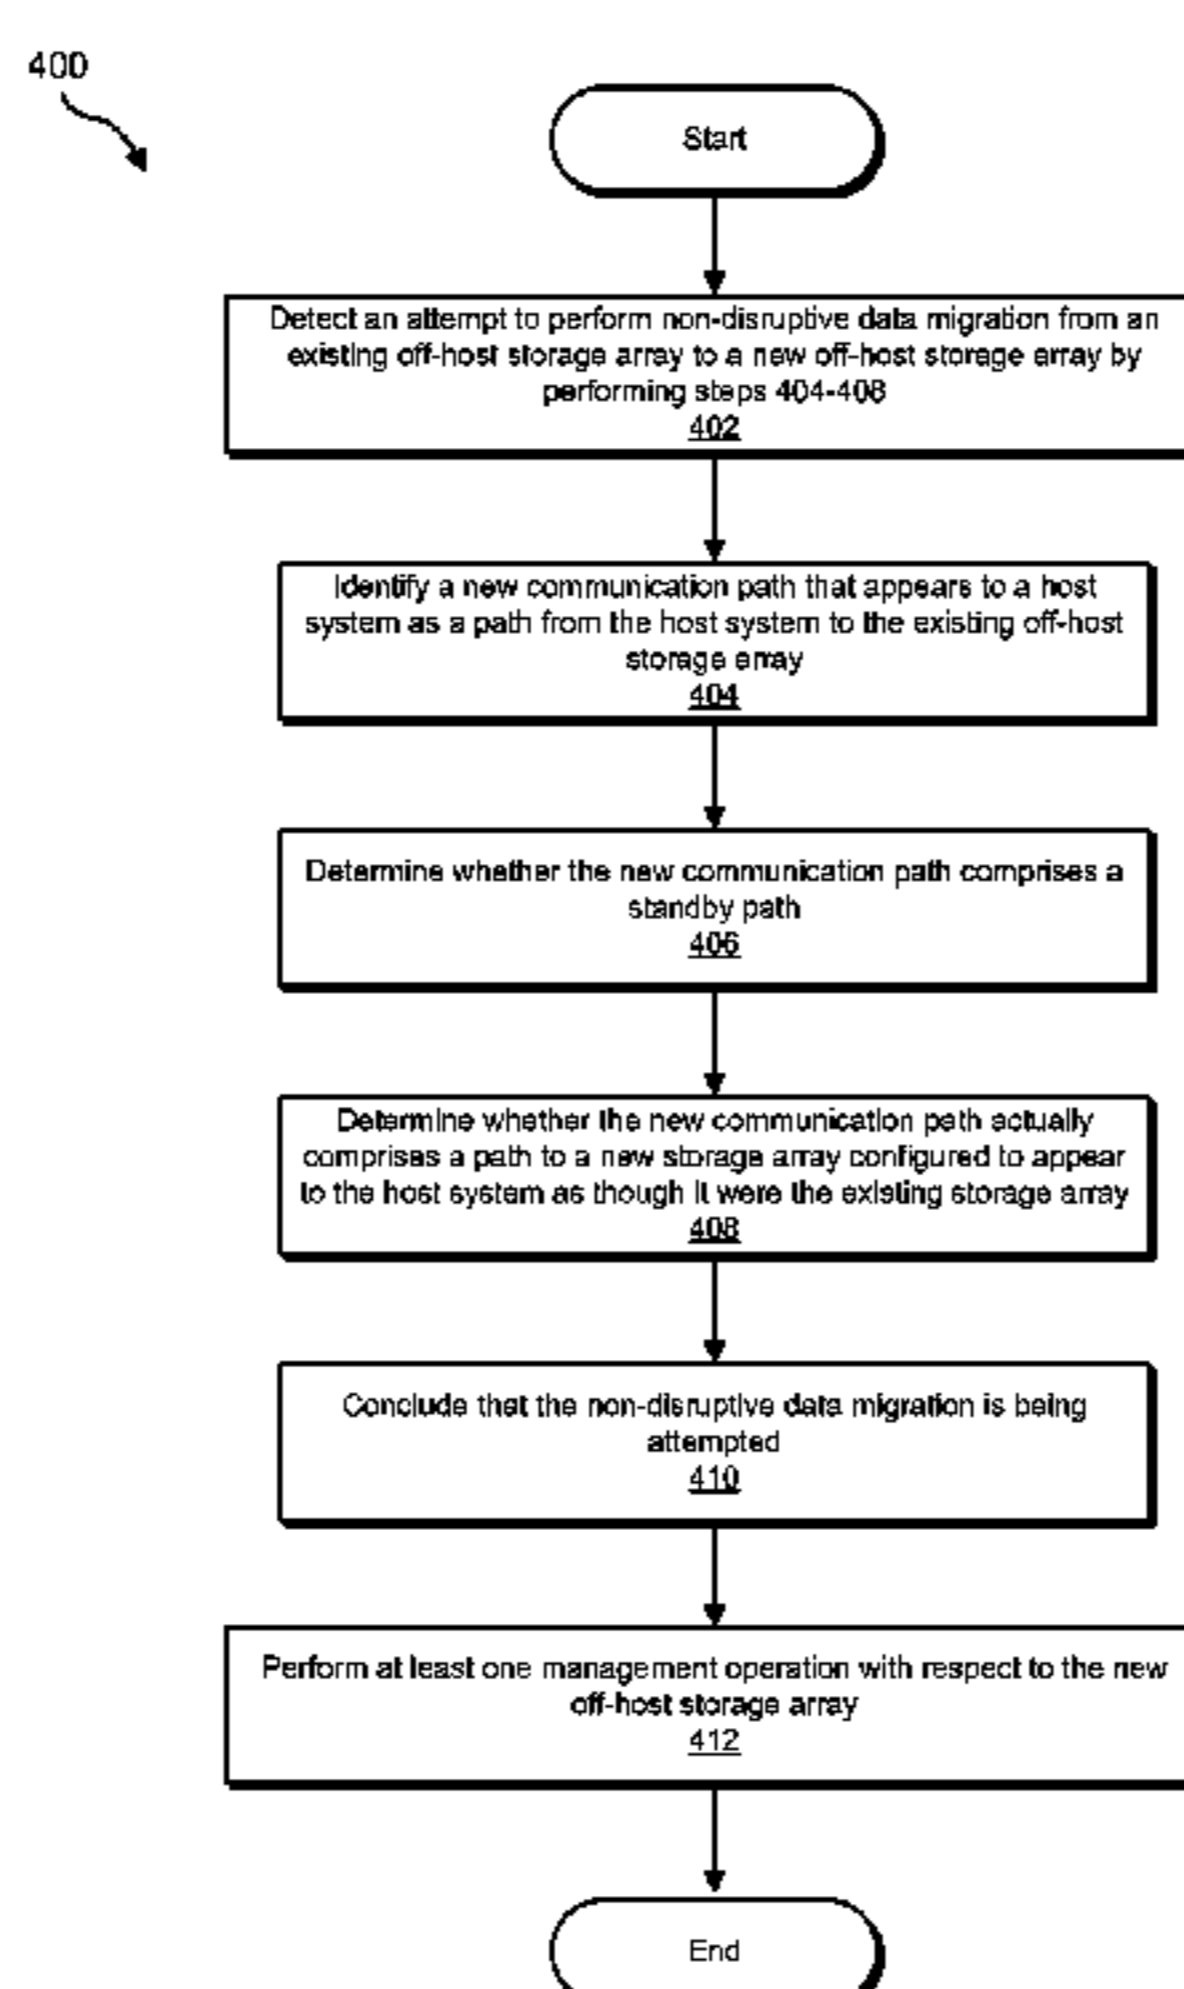 400
Start
Detect an attempt to perform non-disruptive data migration from an
existing off-host storage array to a new off-host storage array by
performing steps 404-408
402
Identify a new communication path that appears to a host
system as a path from the host system to the existing off-host
storage array
404
Determine whether the new communication path comprises a
standby path
406
Determine whether the new communication path actually
comprises a path to a new storage array configured to appear
to the host system as though it were the existing storage array
408
Conclude that the non-disruptive data migration is being
attempted
410
Perform at least one management operation with respect to the new
off-host storage array
412
End